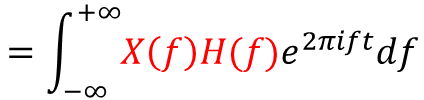 = ∫_{-∞}^{+∞} X(f)H(f)e^{2πift}df